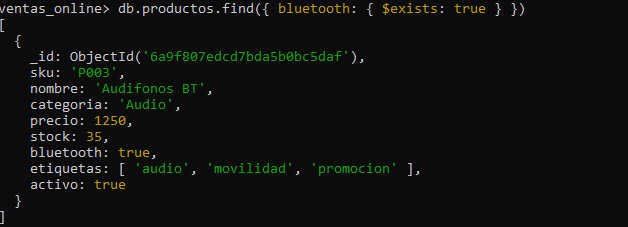 ventas_online> db.productos.find({ bluetooth: { $exists: true } })
[
  {
    _id: ObjectId('6a9f807edcd7bda5b0bc5daf'),
    sku: 'P003',
    nombre: 'Audifonos BT',
    categoria: 'Audio',
    precio: 1250,
    stock: 35,
    bluetooth: true,
    etiquetas: [ 'audio', 'movilidad', 'promocion' ],
    activo: true
  }
]